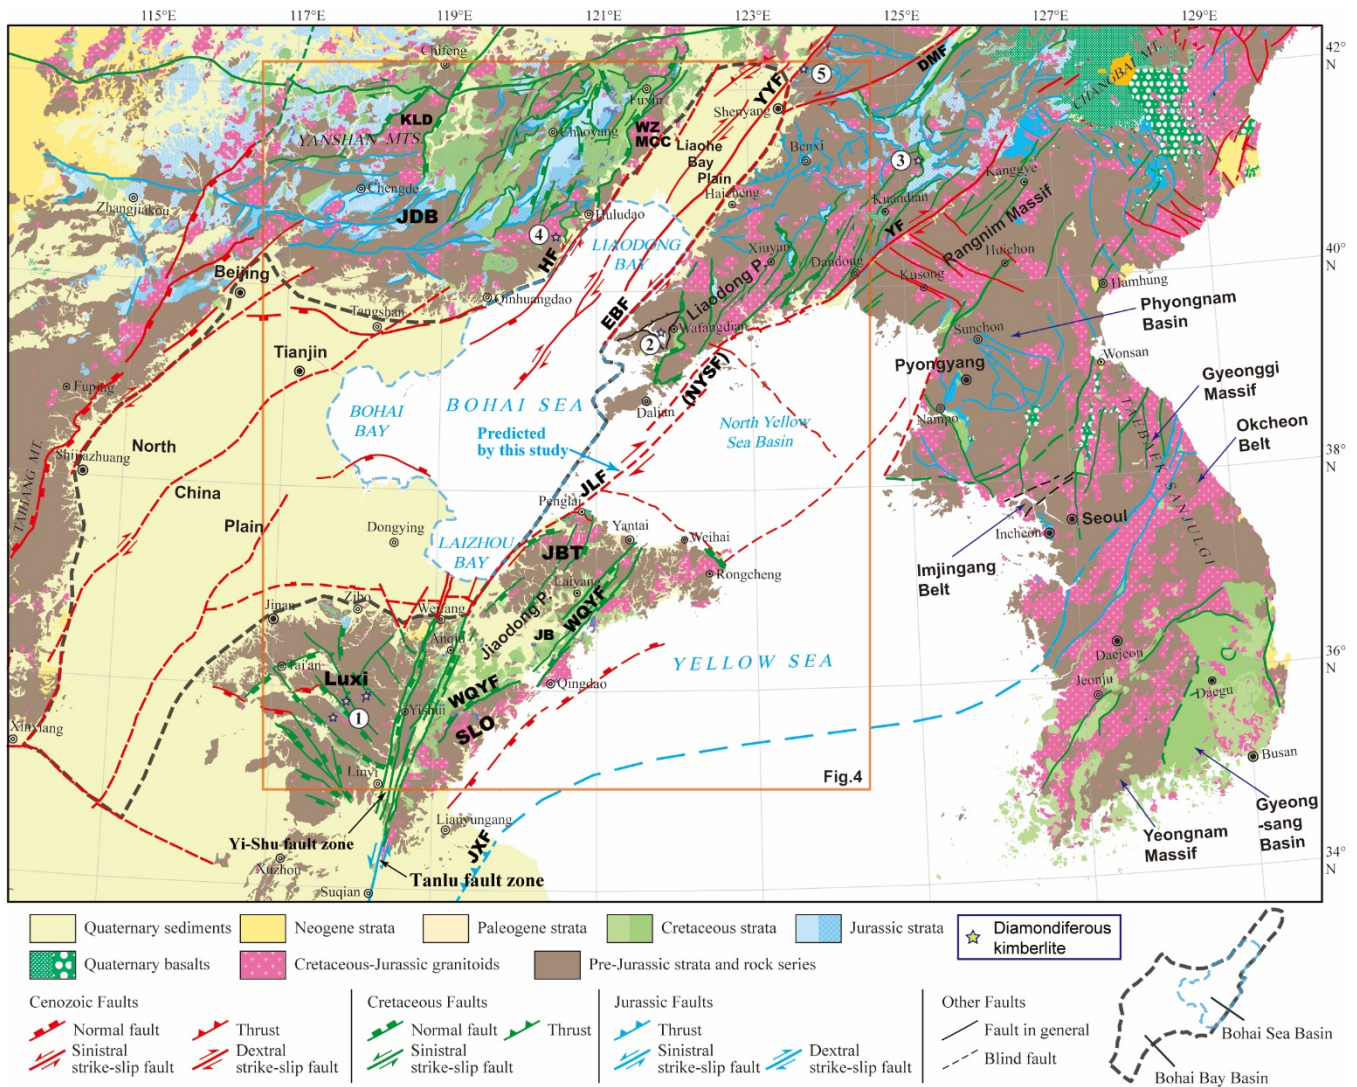 115°E
117°E
119°E
121°E
123°E
125°E
127°E
129°E
42°
N
40°
N
38°
N
36°
N
34°
N
Chifeng
KLD
YANSHAN MTS.
Chaoyang
Fuxin
WZ
MCC
Liaohe
Bay
Plain
Shenyang
YYF
5
DMF
CHANGBAI MT.
Benxi
3
Haicheng
Kuandian
Kanggye
Rangnim Massif
YF
Huichon
Zhangjiakou
Chengde
JDB
Huludao
4
HF
LIAODONG
BAY
Xiuyan
Dandong
Kusong
Hamhung
Beijing
Qinhuangdao
Tangshan
EBF
Liaodong P.
Wafangdian
2
Phyongnam
Basin
Sunchon
Wonsan
Tianjin
Fuping
(NYSF)
Pyongyang
Gyeonggi
Massif
BOHAI
BAY
BOHAI SEA
Dalian
Nampo
TAEBAEK SANJULGI
Okcheon
Belt
North
China
Plain
Predicted
by this study
North Yellow
Sea Basin
Shijiazhuang
TAIHANG MT.
JLF
Penglai
Dongying
LAIZHOU
BAY
Yantai
Weihai
Seoul
Incheon
JBT
Rongcheng
Imjingang
Belt
Laiyang
Jinan
Zibo
Weifang
Jiaodong P.
WQYF
Anqiu
JB
Daejeon
Tai'an
Luxi
YELLOW SEA
Jeonju
Daegu
1
Yishui
WQYF
Qingdao
SLO
Xinxiang
Busan
Linyi
Fig.4
Lianyungang
Gyeong
-sang
Basin
Yi-Shu fault zone
JXF
Yeongnam
Massif
Xuzhou
Tanlu fault zone
Suqian
Quaternary sediments
Neogene strata
Paleogene strata
Cretaceous strata
Jurassic strata
Diamondiferous
kimberlite
Quaternary basalts
Cretaceous-Jurassic granitoids
Pre-Jurassic strata and rock series
Cenozoic Faults
Normal fault
Thrust
Sinistral
strike-slip fault
Dextral
strike-slip fault
Cretaceous Faults
Normal fault
Thrust
Sinistral
strike-slip fault
Jurassic Faults
Thrust
Sinistral
strike-slip fault
Dextral
strike-slip fault
Other Faults
Fault in general
Blind fault
Bohai Sea Basin
Bohai Bay Basin